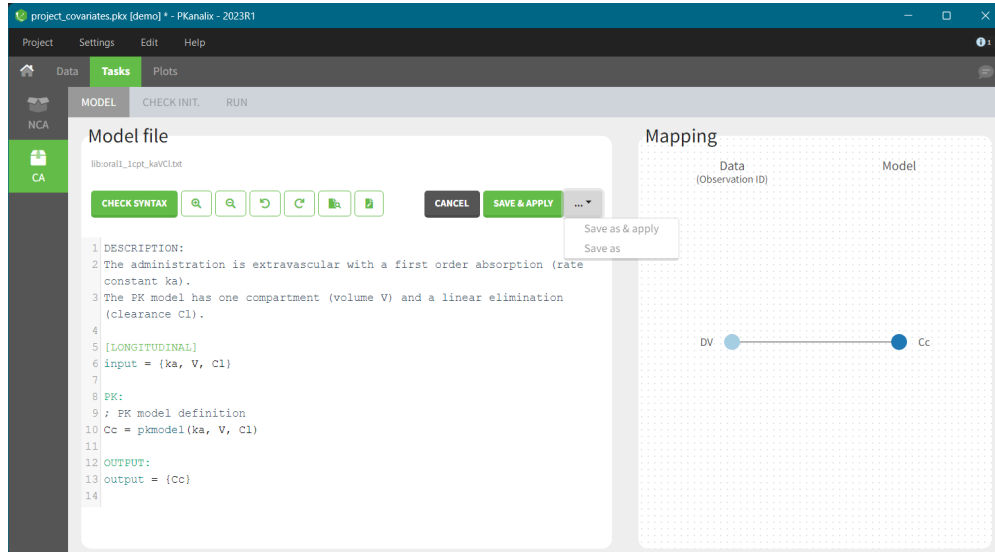 project_covariates.pkx [demo] * - PKanalix - 2023R1
Project Settings Edit Help
1
Data Tasks Plots
NCA
CA
MODEL CHECK INIT. RUN
Model file
lib:oral1_1cpt_kaVCl.txt
CHECK SYNTAX
CANCEL SAVE & APPLY ...
Save as & apply
Save as
1 DESCRIPTION:
2 The administration is extravascular with a first order absorption (rate
constant ka).
3 The PK model has one compartment (volume V) and a linear elimination
(clearance Cl).
4
5 [LONGITUDINAL]
6 input = {ka, V, Cl}
7
8 PK:
9 ; PK model definition
10 Cc = pkmodel(ka, V, Cl)
11
12 OUTPUT:
13 output = {Cc}
14
Mapping
Data Model
(Observation ID)
DV Cc